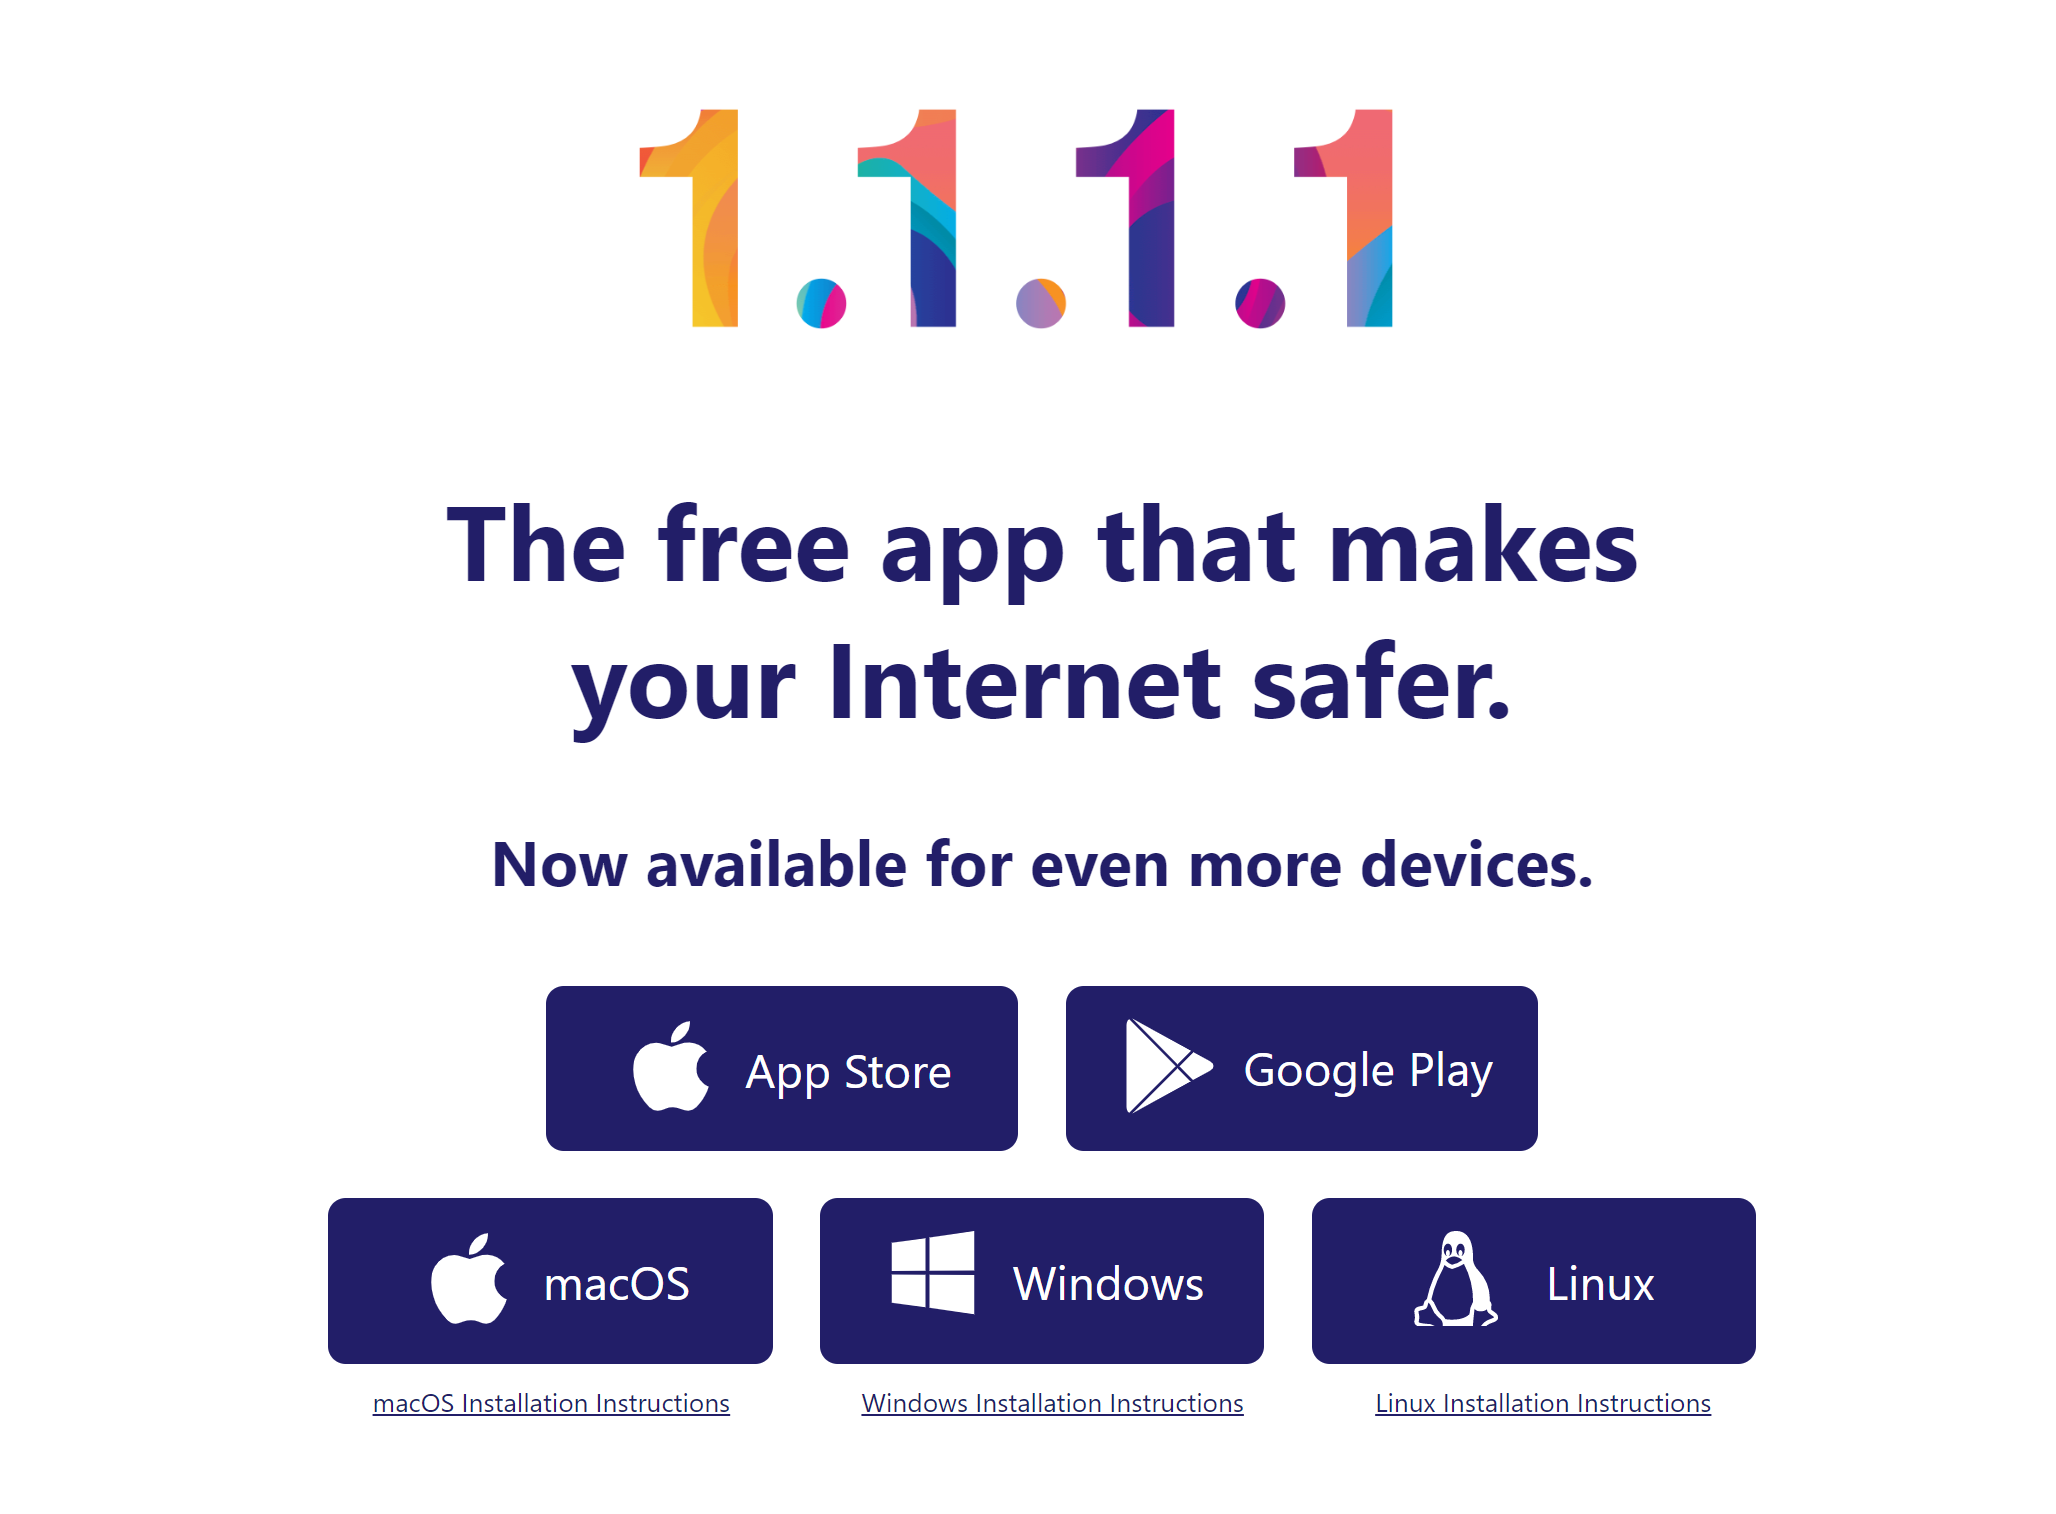 1.1.1.1
The free app that makes
your Internet safer.
Now available for even more devices.
App Store
Google Play
macOS
Windows
Linux
macOS Installation Instructions
Windows Installation Instructions
Linux Installation Instructions